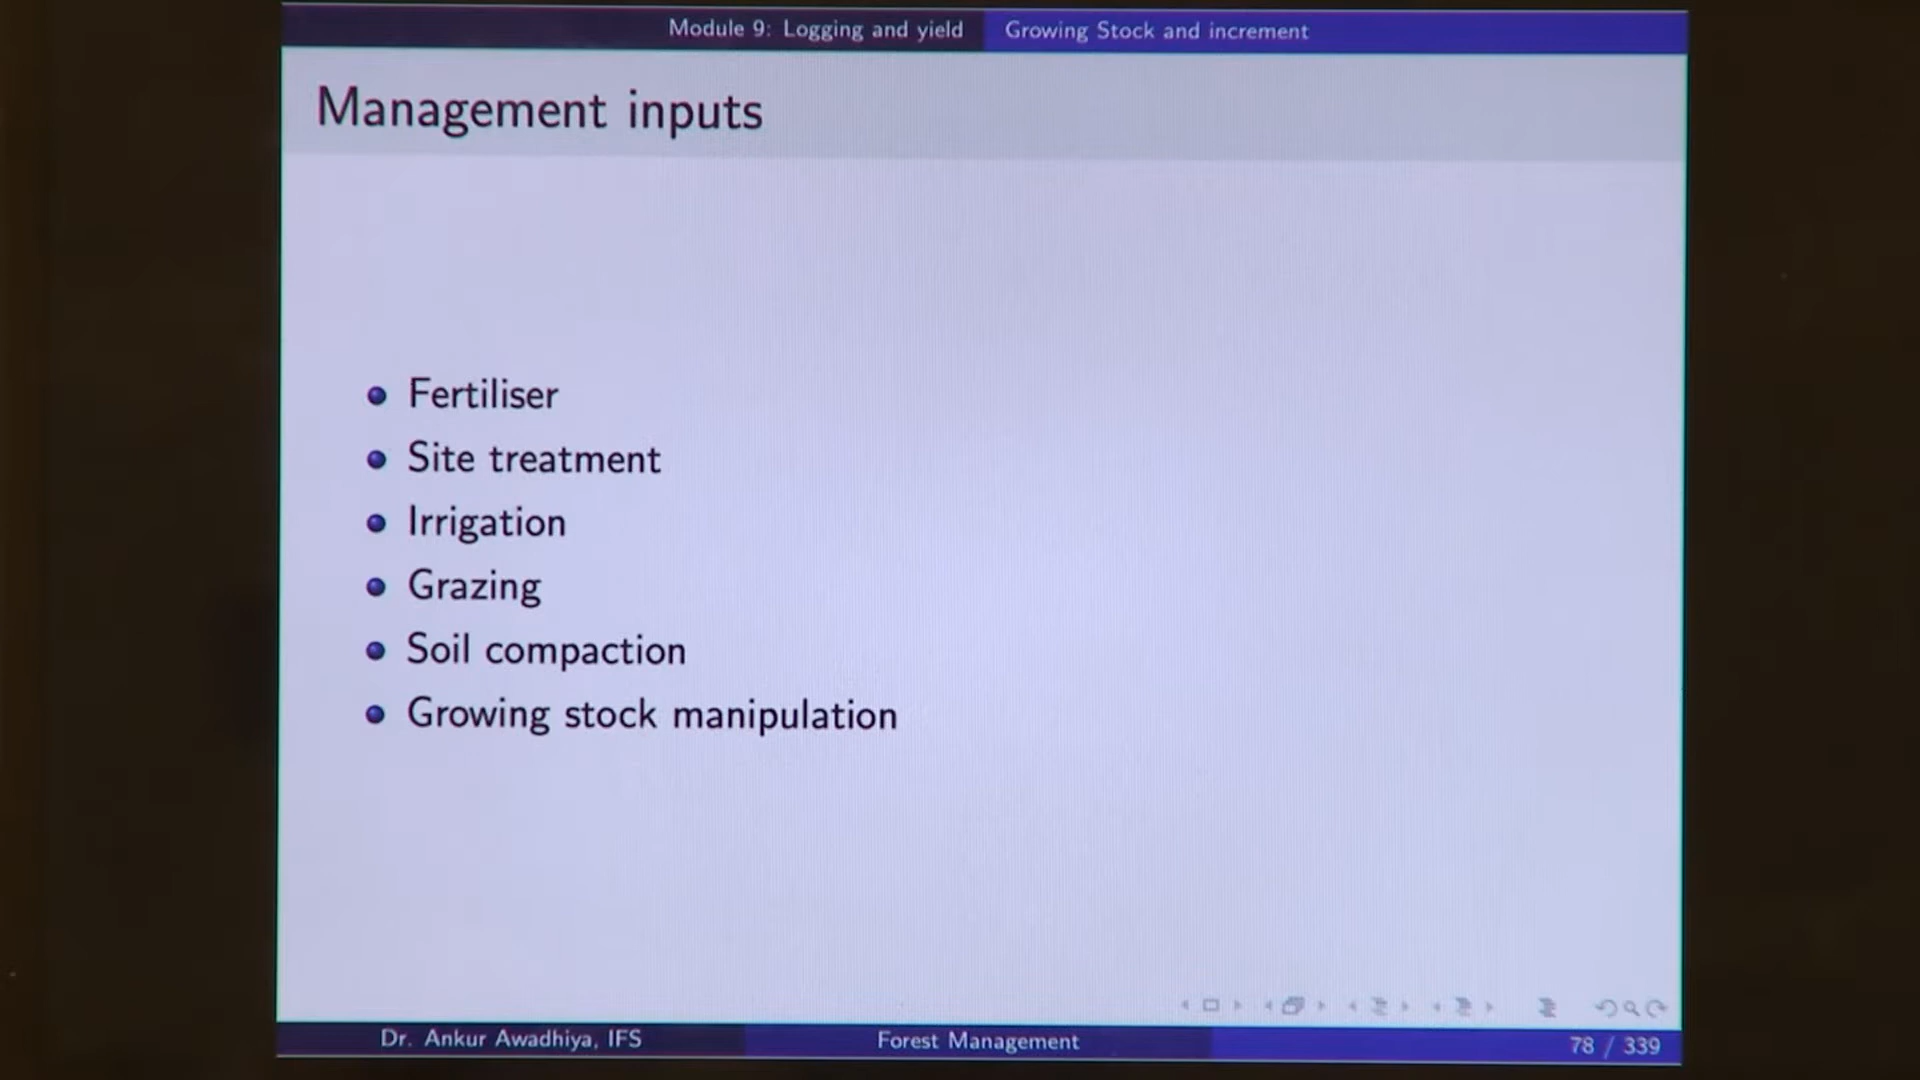 Module 9: Logging and yield Growing Stock and increment
Management inputs
Fertiliser
Site treatment
Irrigation
Grazing
Soil compaction
Growing stock manipulation
Dr. Ankur Awadhiya, IFS Forest Management 78 / 339